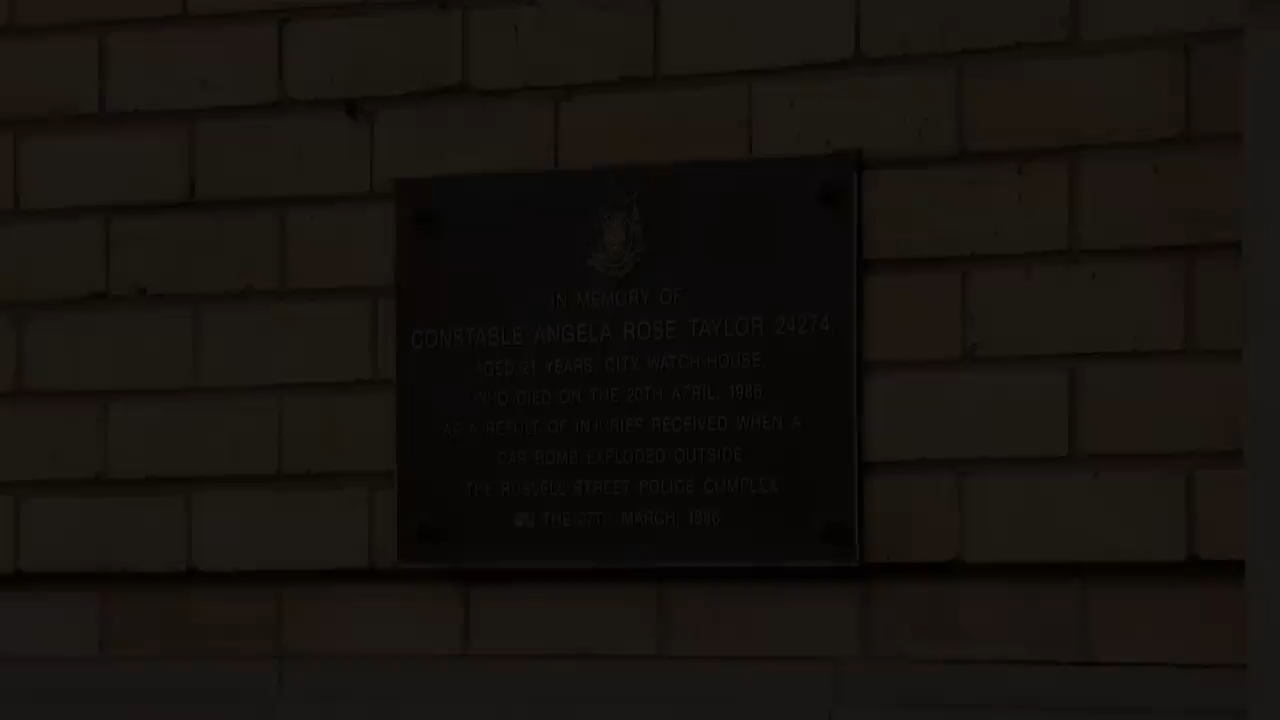 IN MEMORY OF
CONSTABLE ANGELA ROSE TAYLOR 24274
AGED 21 YEARS, CITY WATCH-HOUSE,
WHO DIED ON THE 20TH APRIL, 1986
AS A RESULT OF INJURIES RECEIVED WHEN A
CAR BOMB EXPLODED OUTSIDE
THE RUSSELL STREET POLICE COMPLEX
ON THE 27TH MARCH, 1986